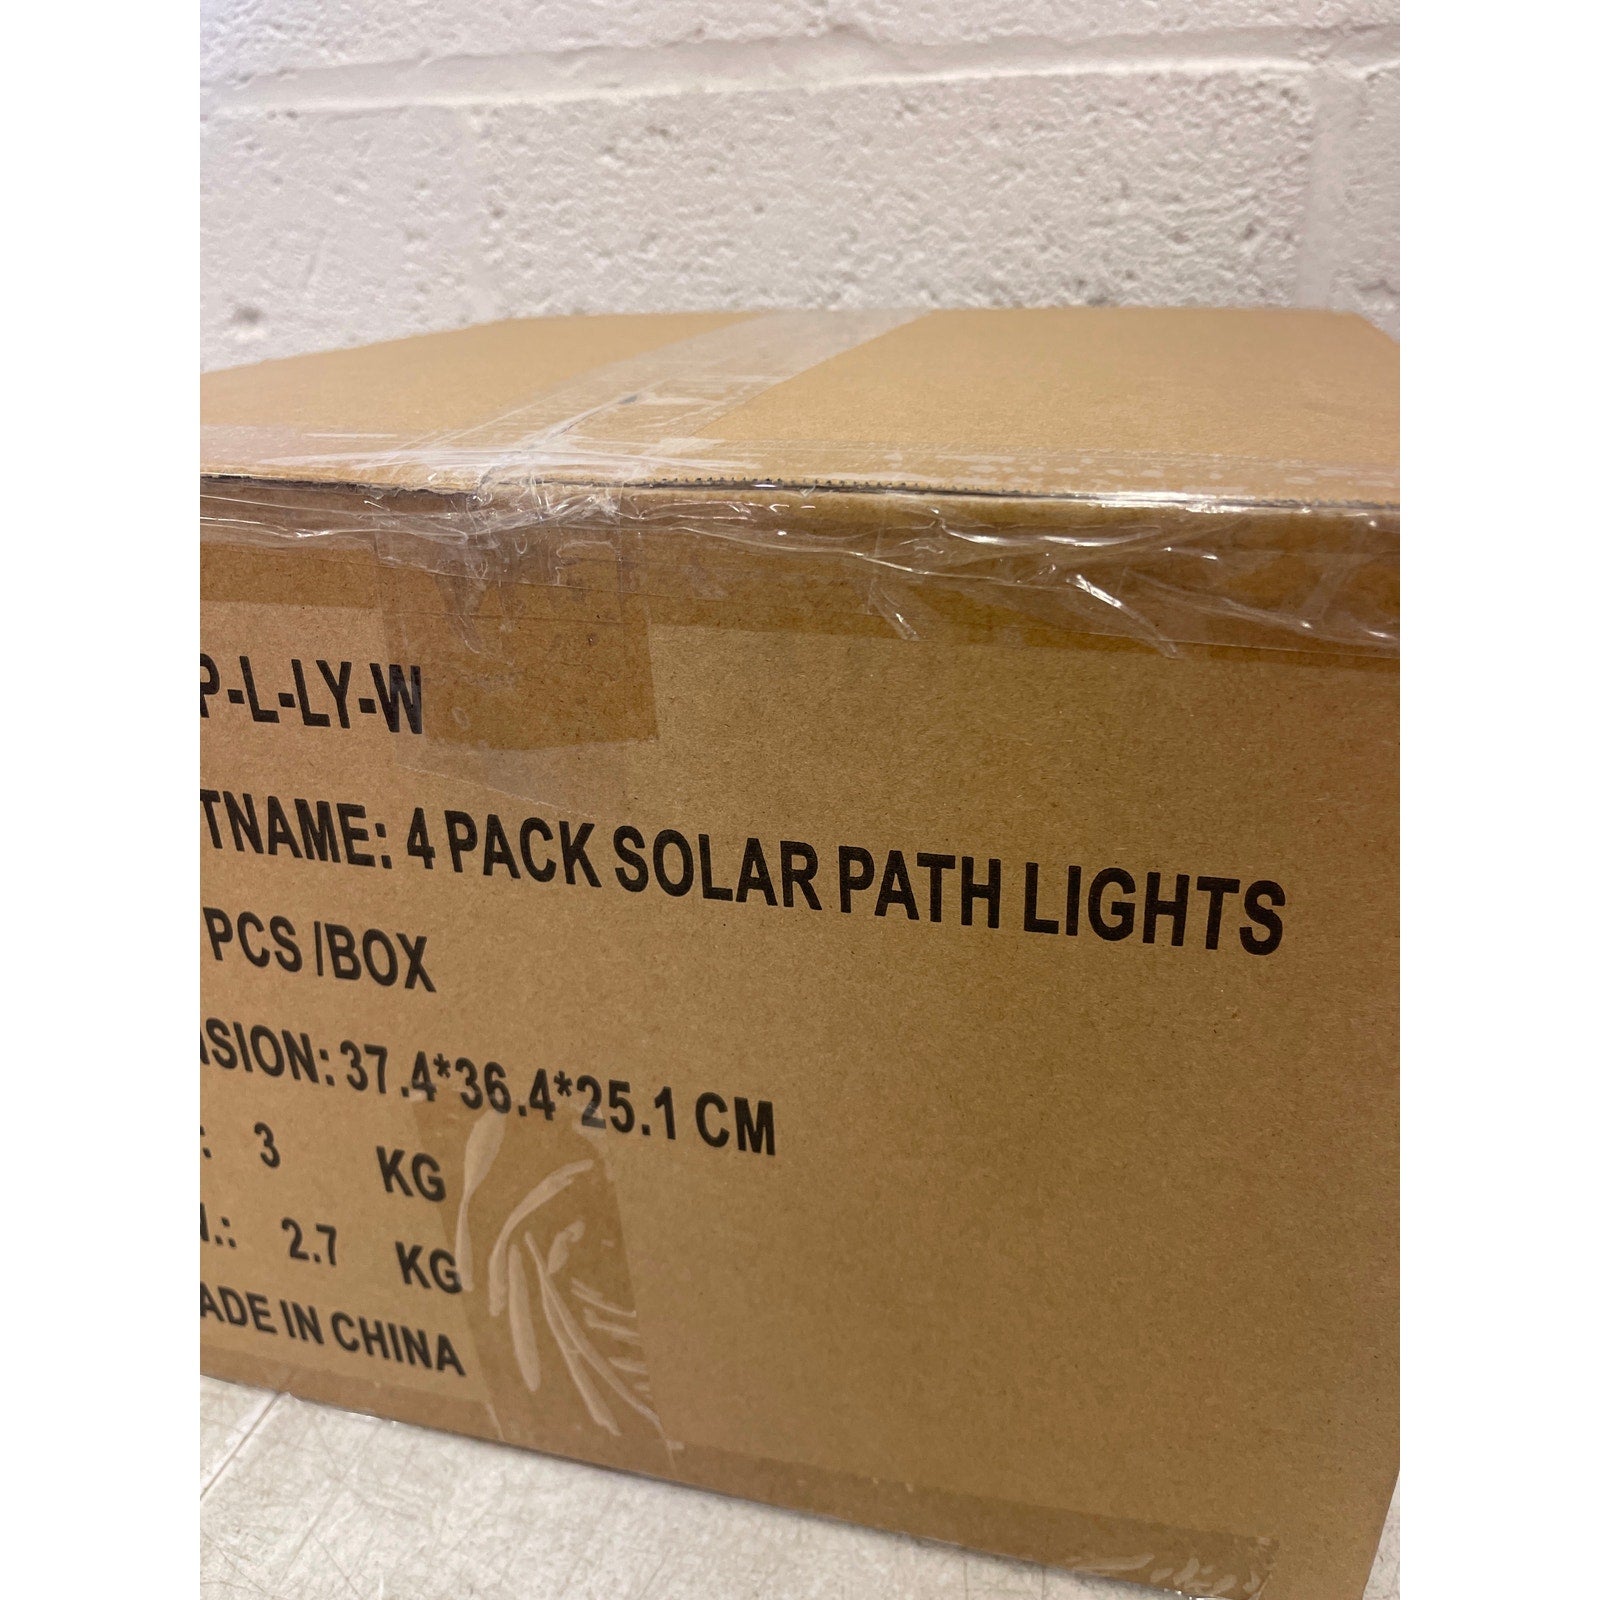 P-L-LY-W
TNAME: 4 PACK SOLAR PATH LIGHTS
PCS /BOX
SION: 37.4*36.4*25.1 CM
: 3 KG
.: 2.7 KG
ADE IN CHINA